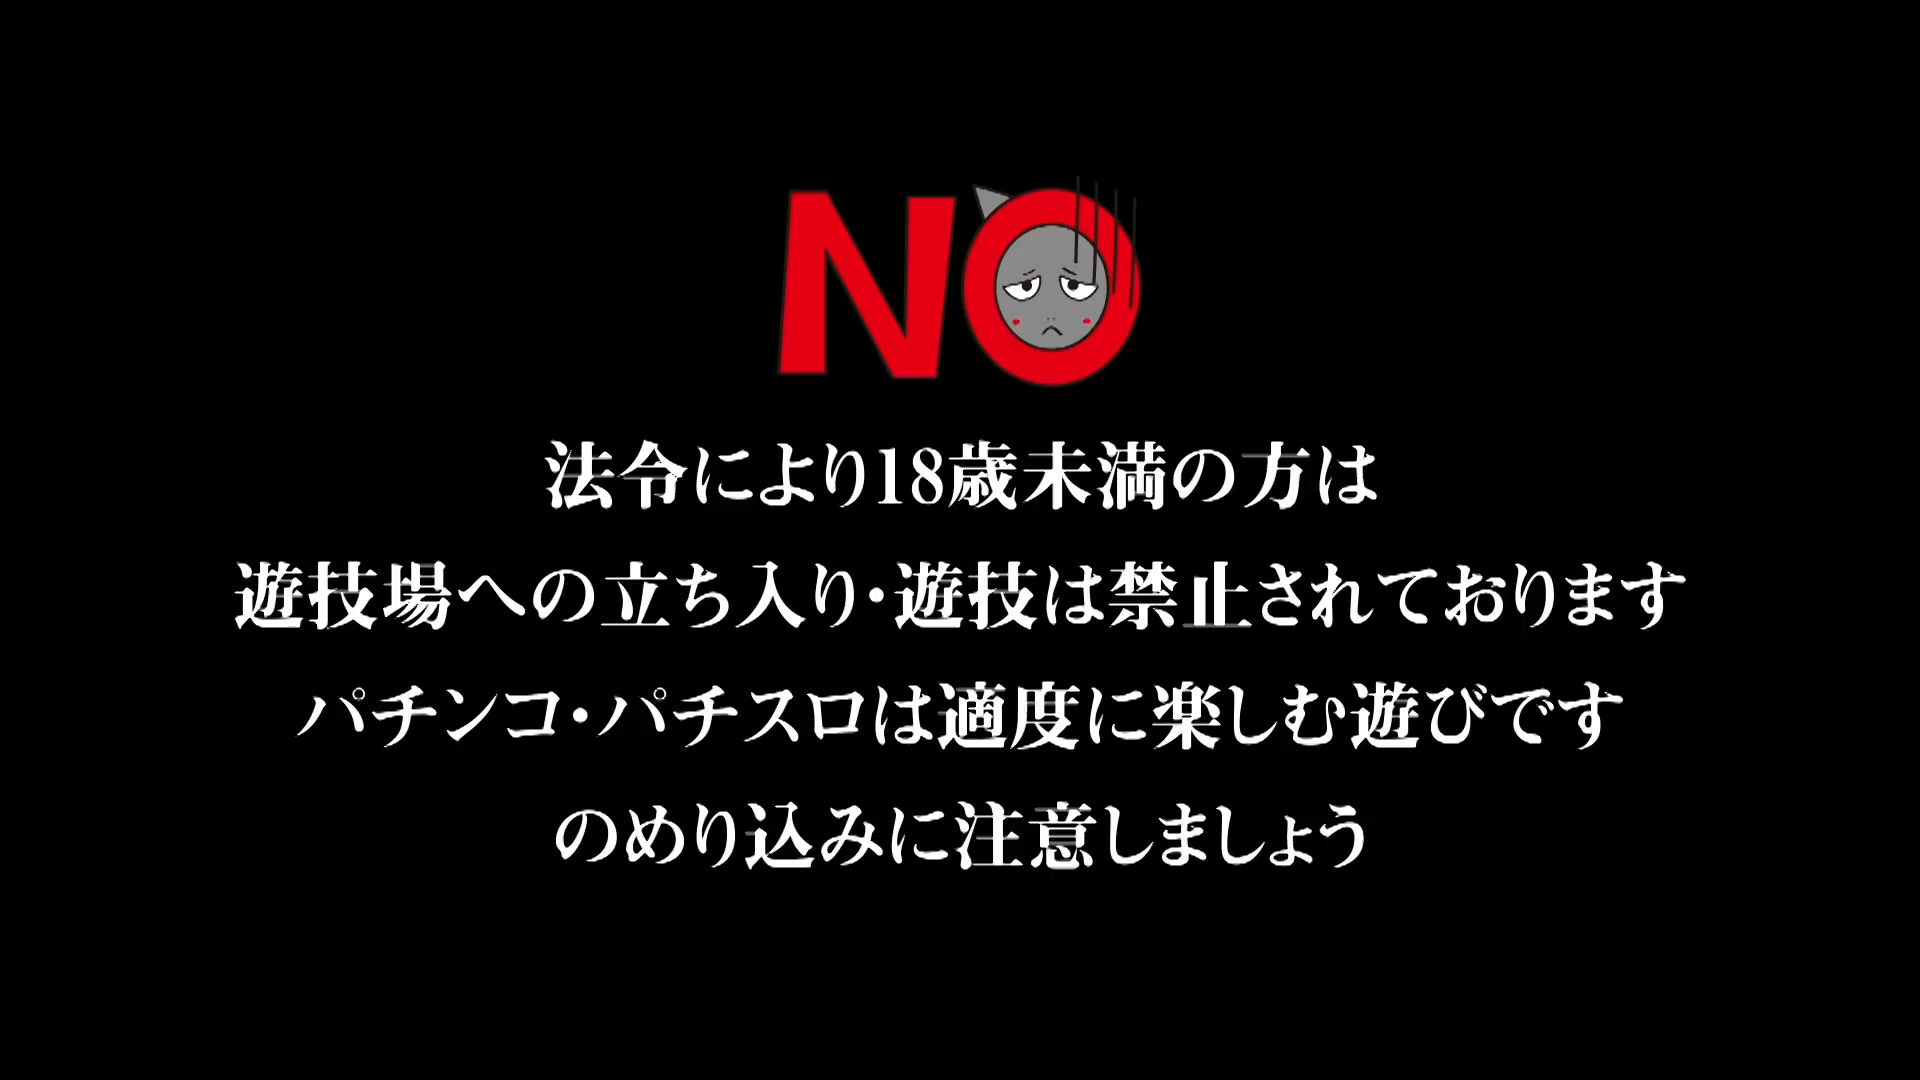 NO
法令により18歳未満の方は
遊技場への立ち入り・遊技は禁止されております
パチンコ・パチスロは適度に楽しむ遊びです
のめり込みに注意しましょう